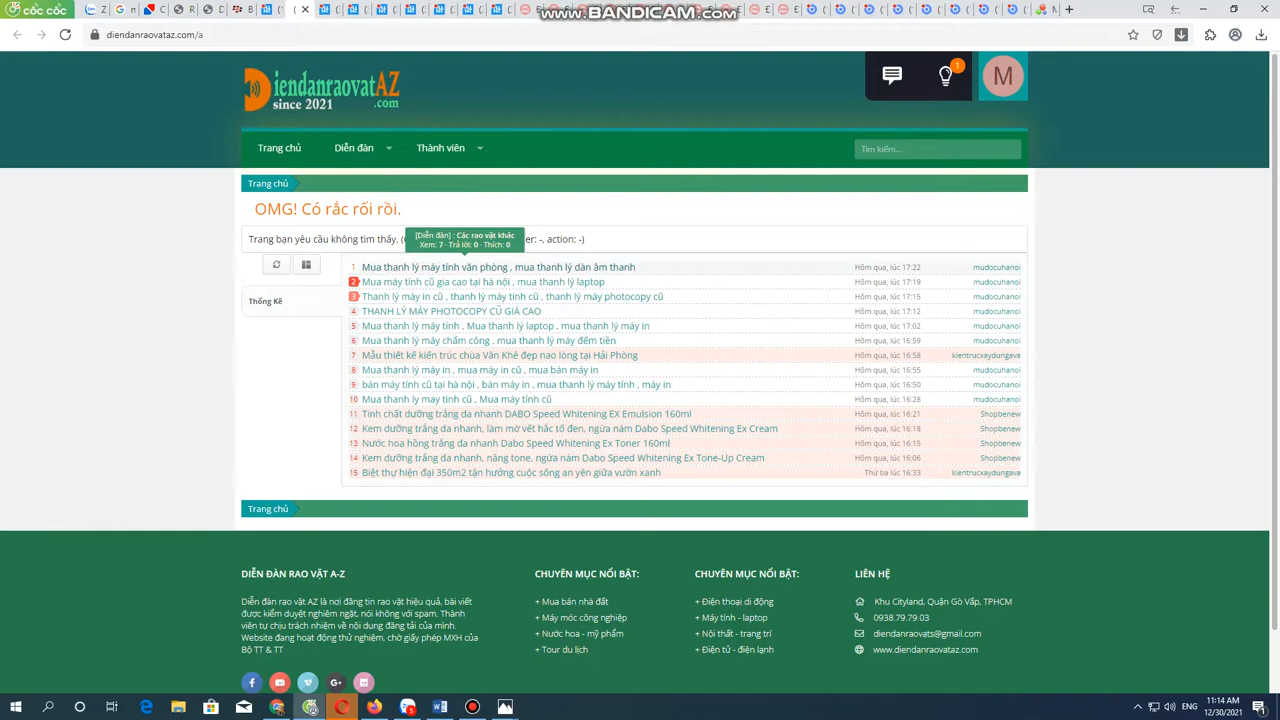 www.BANDICAM.com
diendanraovataz.com/a
DiendanraovatAZ
since 2021 .com
1
M
Trang chủ Diễn đàn Thành viên
Tìm kiếm...
Trang chủ
OMG! Có rắc rối rồi.
[Diễn đàn] : Các rao vặt khác
Xem: 7 · Trả lời: 0 · Thích: 0
Trang bạn yêu cầu không tìm thấy. er: -, action: -)
Thống Kê
1 Mua thanh lý máy tính văn phòng , mua thanh lý dàn âm thanh Hôm qua, lúc 17:22 mudocuhanoi
2 Mua máy tính cũ gia cao tại hà nội , mua thanh lý laptop Hôm qua, lúc 17:19 mudocuhanoi
3 Thanh lý máy in cũ , thanh lý máy tính cũ , thanh lý máy photocopy cũ Hôm qua, lúc 17:15 mudocuhanoi
4 THANH LÝ MÁY PHOTOCOPY CŨ GIÁ CAO Hôm qua, lúc 17:12 mudocuhanoi
5 Mua thanh lý máy tính , Mua thanh lý laptop , mua thanh lý máy in Hôm qua, lúc 17:02 mudocuhanoi
6 Mua thanh lý máy chấm công , mua thanh lý máy đếm tiền Hôm qua, lúc 16:59 mudocuhanoi
7 Mẫu thiết kế kiến trúc chùa Văn Khê đẹp nao lòng tại Hải Phòng Hôm qua, lúc 16:58 kientrucxaydungava
8 Mua thanh lý máy in , mua máy in cũ , mua bán máy in Hôm qua, lúc 16:55 mudocuhanoi
9 bán máy tính cũ tại hà nội , bán máy in , mua thanh lý máy tính , máy in Hôm qua, lúc 16:50 mudocuhanoi
10 Mua thanh ly may tinh cũ , Mua máy tính cũ Hôm qua, lúc 16:28 mudocuhanoi
11 Tinh chất dưỡng trắng da nhanh DABO Speed Whitening EX Emulsion 160ml Hôm qua, lúc 16:21 Shopbenew
12 Kem dưỡng trắng da nhanh, làm mờ vết hắc tố đen, ngừa nám Dabo Speed Whitening Ex Cream Hôm qua, lúc 16:18 Shopbenew
13 Nước hoa hồng trắng da nhanh Dabo Speed Whitening Ex Toner 160ml Hôm qua, lúc 16:15 Shopbenew
14 Kem dưỡng trắng da nhanh, nâng tone, ngừa nám Dabo Speed Whitening Ex Tone-Up Cream Hôm qua, lúc 16:06 Shopbenew
15 Biệt thự hiện đại 350m2 tận hưởng cuộc sống an yên giữa vườn xanh Thứ ba lúc 16:33 kientrucxaydungava
Trang chủ
DIỄN ĐÀN RAO VẶT A-Z
Diễn đàn rao vặt AZ là nơi đăng tin rao vặt hiệu quả, bài viết
được kiểm duyệt nghiêm ngặt, nói không với spam. Thành
viên tự chịu trách nhiệm về nội dung đăng tải của mình.
Website đang hoạt động thử nghiệm, chờ giấy phép MXH của
Bộ TT & TT
CHUYÊN MỤC NỔI BẬT:
+ Mua bán nhà đất
+ Máy móc công nghiệp
+ Nước hoa - mỹ phẩm
+ Tour du lịch
CHUYÊN MỤC NỔI BẬT:
+ Điện thoại di động
+ Máy tính - laptop
+ Nội thất - trang trí
+ Điện tử - điện lạnh
LIÊN HỆ
Khu Cityland, Quận Gò Vấp, TPHCM
0938.79.79.03
diendanraovats@gmail.com
www.diendanraovataz.com
ENG
11:14 AM
12/30/2021